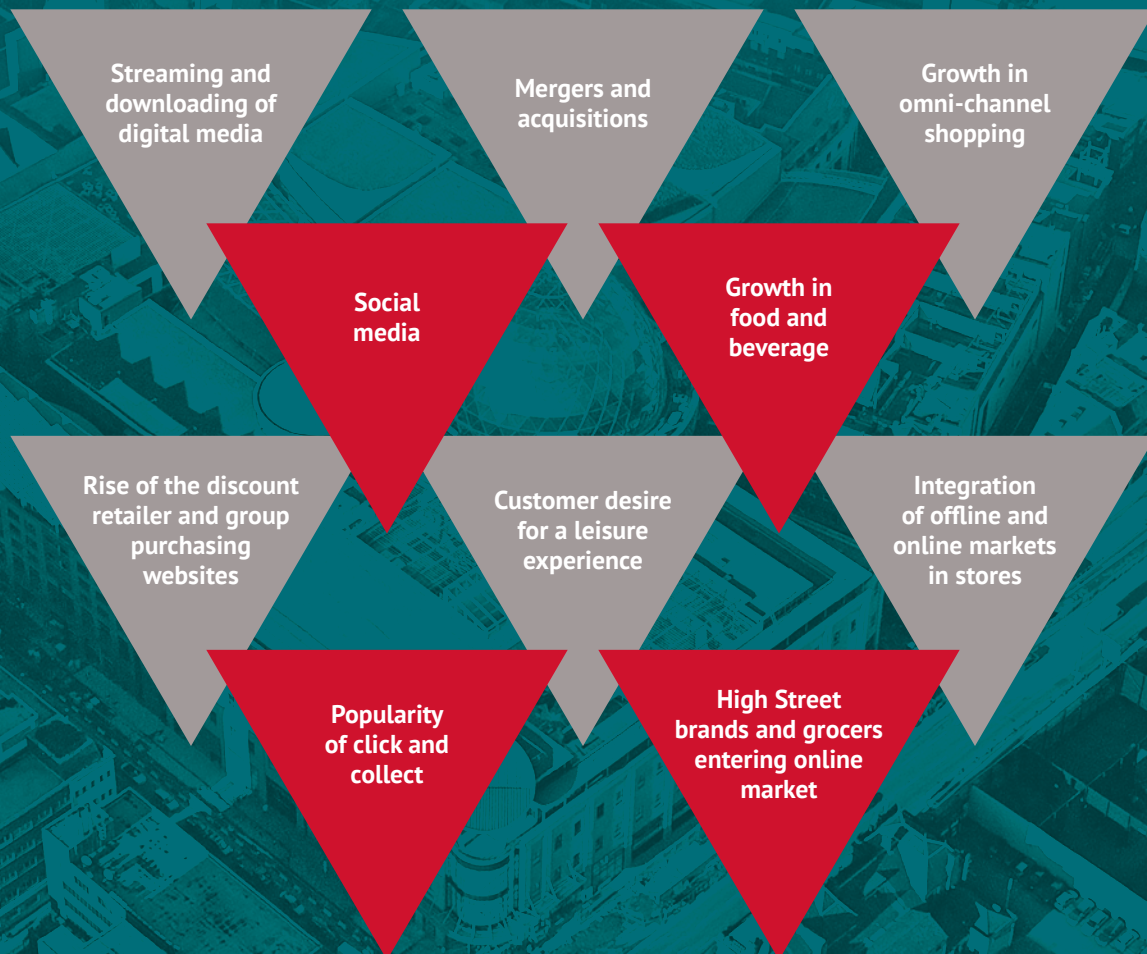 Streaming and
downloading of
digital media
Mergers and
acquisitions
Growth in
omni-channel
shopping
Social
media
Growth in
food and
beverage
Rise of the discount
retailer and group
purchasing
websites
Customer desire
for a leisure
experience
Integration
of offline and
online markets
in stores
Popularity
of click and
collect
High Street
brands and grocers
entering online
market